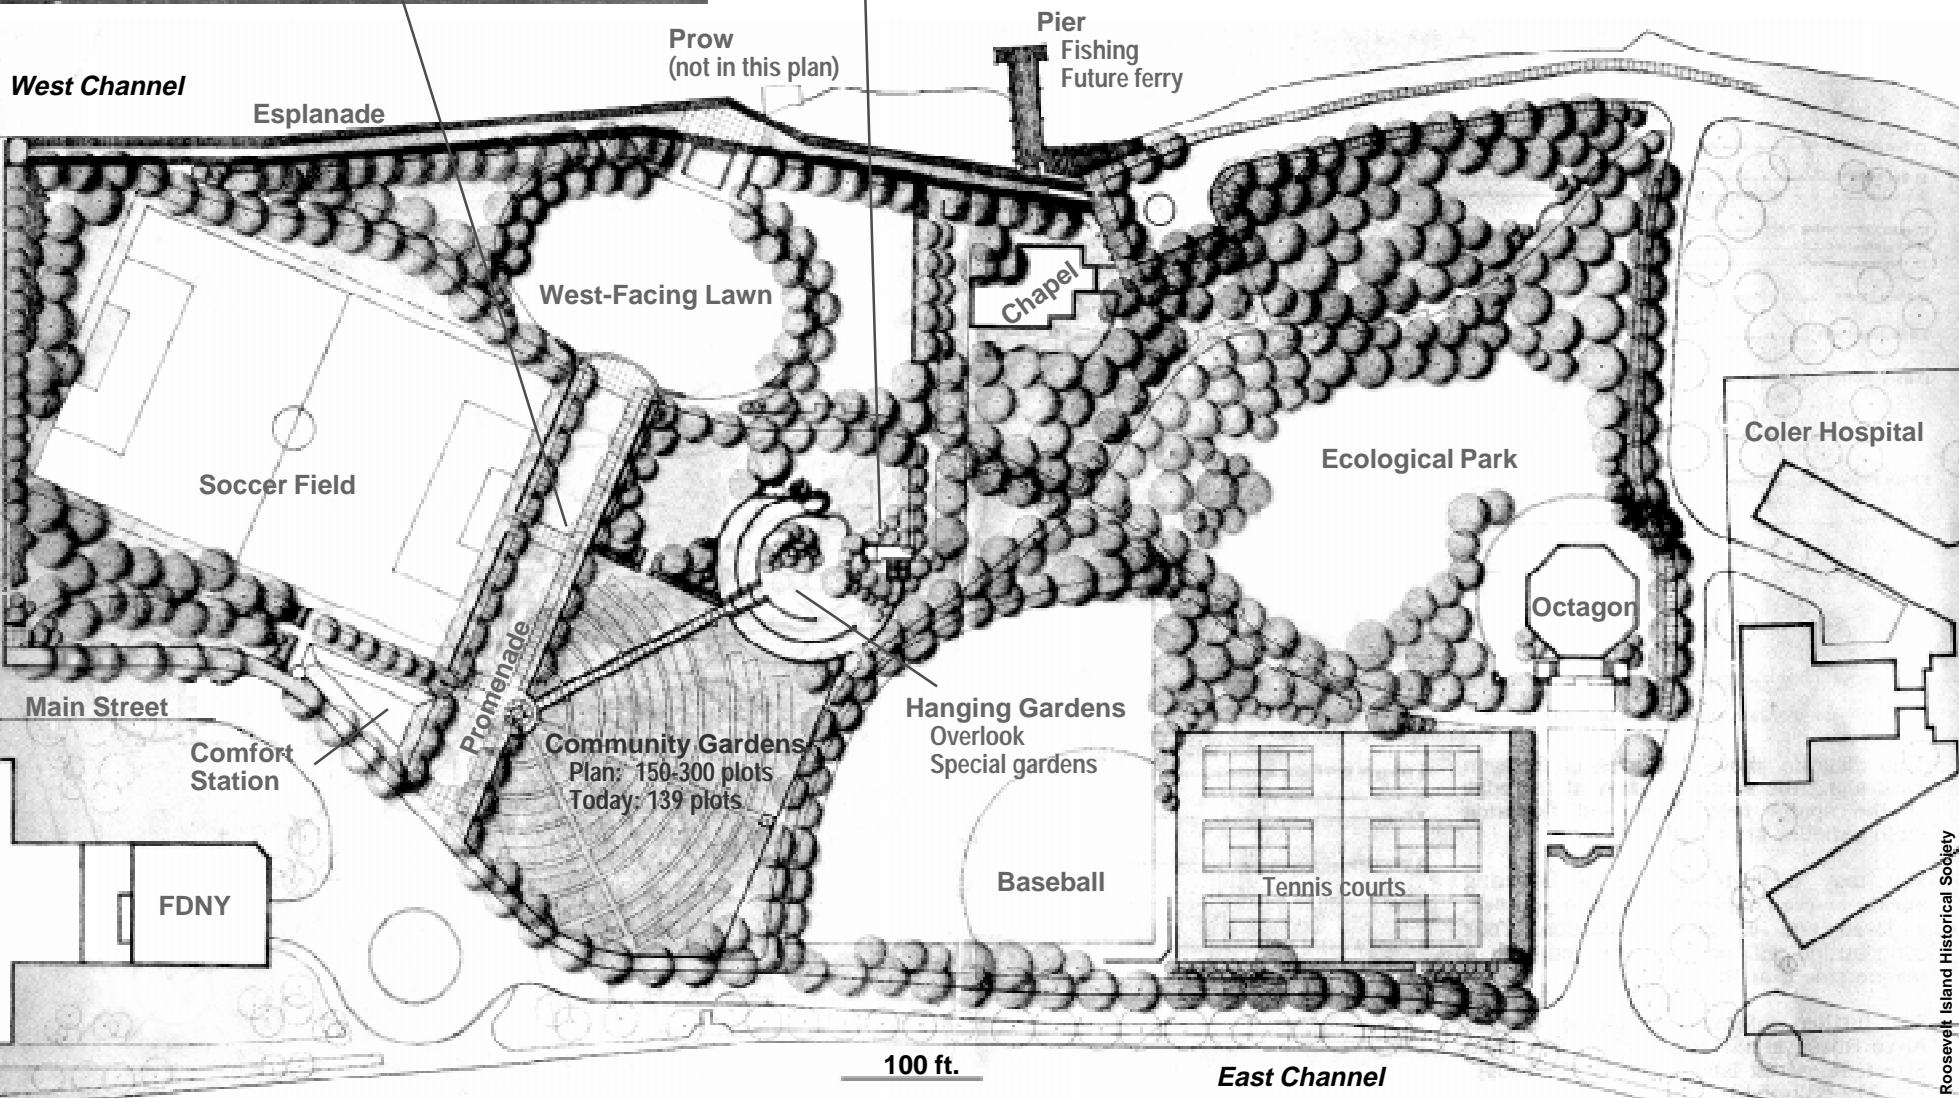 Pier
Fishing
Future ferry
Prow
(not in this plan)
West Channel
Esplanade
West-Facing Lawn
Chapel
Coler Hospital
Ecological Park
Soccer Field
Octagon
Promenade
Main Street
Hanging Gardens
Overlook
Special gardens
Comfort
Station
Community Gardens
Plan: 150-300 plots
Today: 139 plots
Baseball
Tennis courts
FDNY
100 ft.
East Channel
Roosevelt Island Historical Society